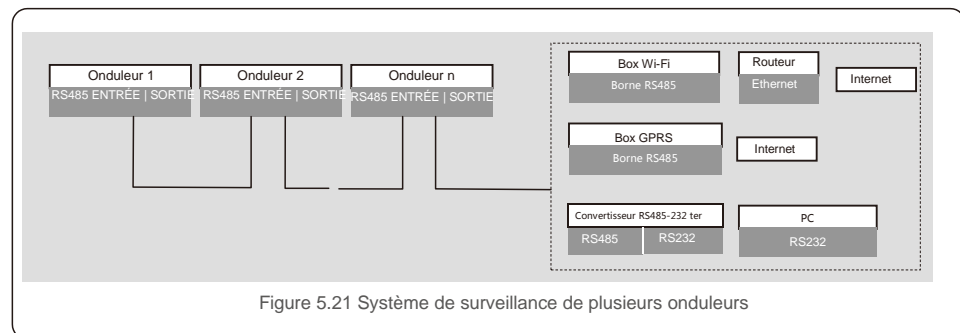 Onduleur 1
RS485 ENTRÉE | SORTIE
Onduleur 2
RS485 ENTRÉE | SORTIE
Onduleur n
RS485 ENTRÉE | SORTIE
Box Wi-Fi
Borne RS485
Routeur
Ethernet
Internet
Box GPRS
Borne RS485
Internet
Convertisseur RS485-232 ter
RS485
RS232
PC
RS232
Figure 5.21 Système de surveillance de plusieurs onduleurs